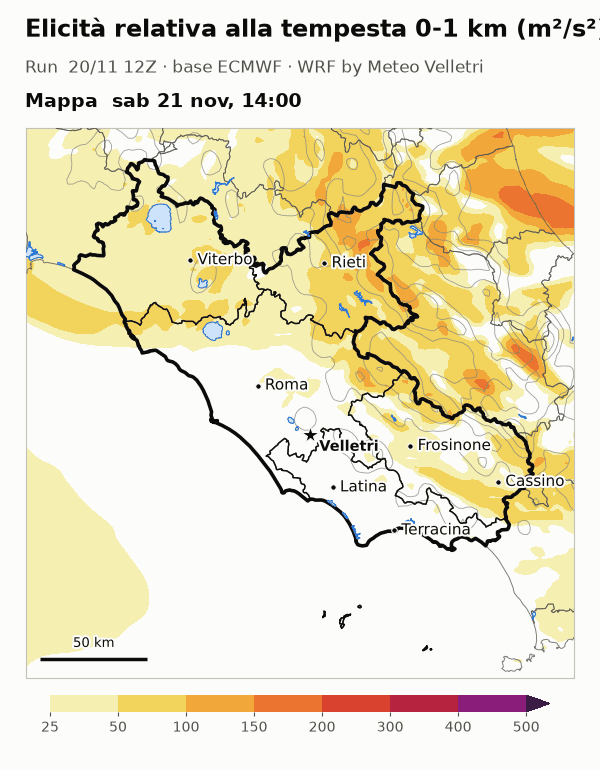 Elicità relativa alla tempesta 0-1 km (m²/s²)
Run 20/11 12Z · base ECMWF · WRF by Meteo Velletri
Mappa sab 21 nov, 14:00
Viterbo
Rieti
Roma
Velletri
Frosinone
Latina
Cassino
Terracina
50 km
25 50 100 150 200 300 400 500